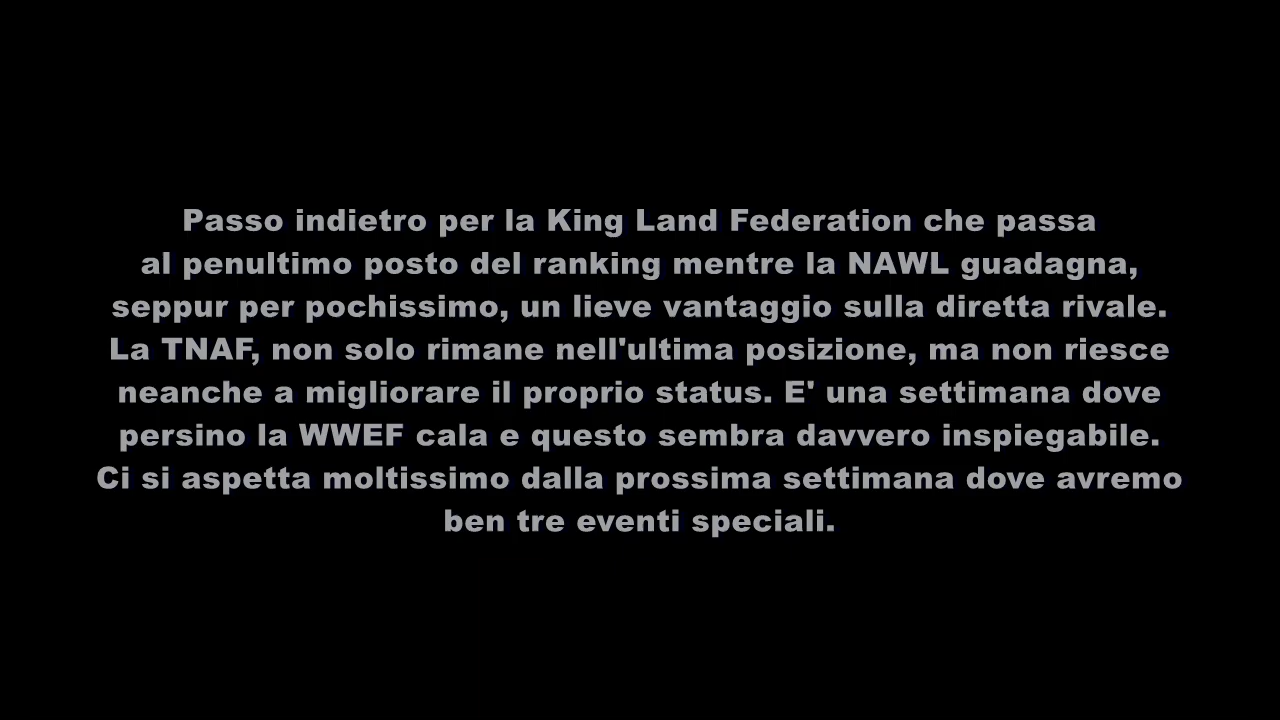 Passo indietro per la King Land Federation che passa
al penultimo posto del ranking mentre la NAWL guadagna,
seppur per pochissimo, un lieve vantaggio sulla diretta rivale.
La TNAF, non solo rimane nell'ultima posizione, ma non riesce
neanche a migliorare il proprio status. E' una settimana dove
persino la WWEF cala e questo sembra davvero inspiegabile.
Ci si aspetta moltissimo dalla prossima settimana dove avremo
ben tre eventi speciali.